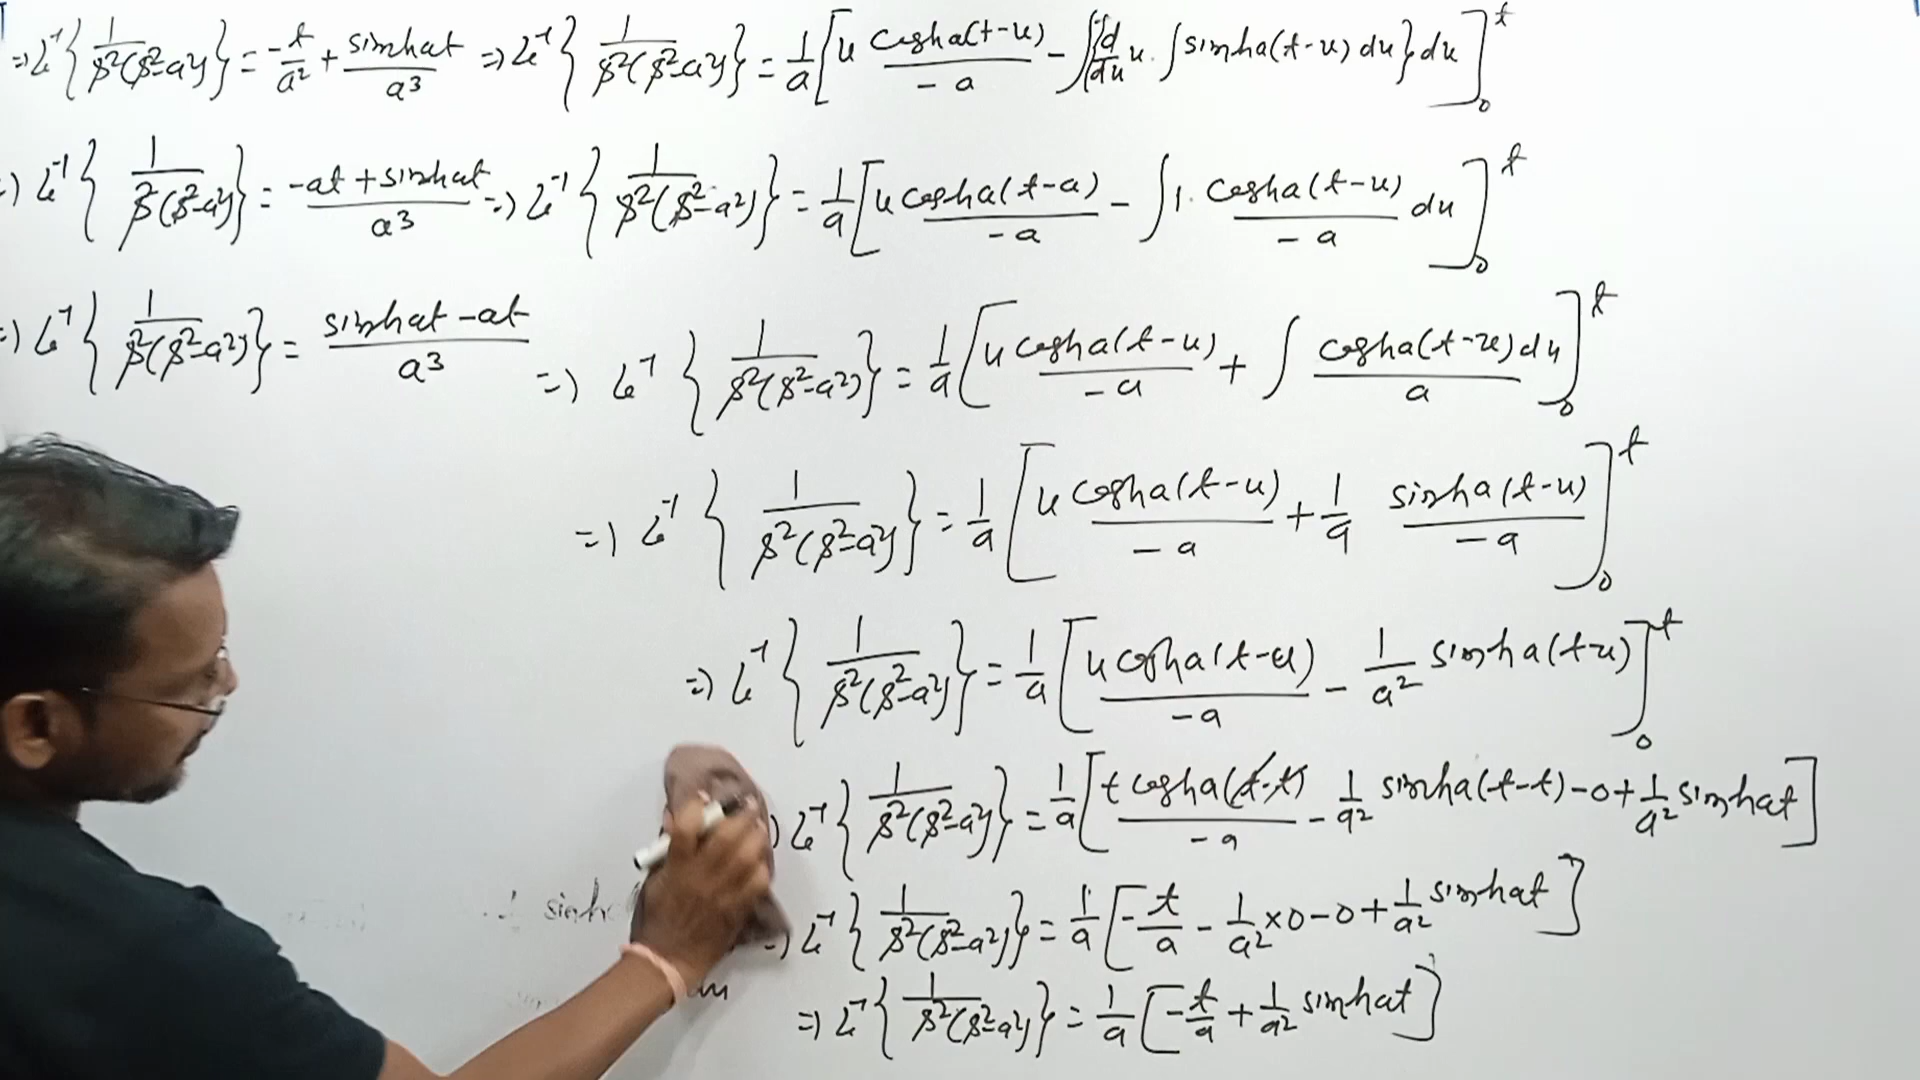 => L⁻¹{1/s²(s²-a²)} = -t/a² + sinhat/a³ => L⁻¹{1/s²(s²-a²)} = 1/a [u cosha(t-u)/-a - ∫{d/du u. ∫sinha(t-u) du} du]₀ᵗ
=> L⁻¹{1/s²(s²-a²)} = -at + sinhat/a³ => L⁻¹{1/s²(s²-a²)} = 1/a [u cosha(t-a)/-a - ∫1. cosha(t-u)/-a du]₀ᵗ
=> L⁻¹{1/s²(s²-a²)} = sinhat - at/a³
=> L⁻¹{1/s²(s²-a²)} = 1/a [u cosha(t-u)/-a + ∫ cosha(t-u) du/a]₀ᵗ
=> L⁻¹{1/s²(s²-a²)} = 1/a [u cosha(t-u)/-a + 1/a sinha(t-u)/-a]₀ᵗ
=> L⁻¹{1/s²(s²-a²)} = 1/a [u cosha(t-u)/-a - 1/a² sinha(t-u)]₀ᵗ
L⁻¹{1/s²(s²-a²)} = 1/a [t cosha(t-t)/-a - 1/a² sinha(t-t) - 0 + 1/a² sinhat]
=> L⁻¹{1/s²(s²-a²)} = 1/a [-t/a - 1/a² × 0 - 0 + 1/a² sinhat]
=> L⁻¹{1/s²(s²-a²)} = 1/a [-t/a + 1/a² sinhat]